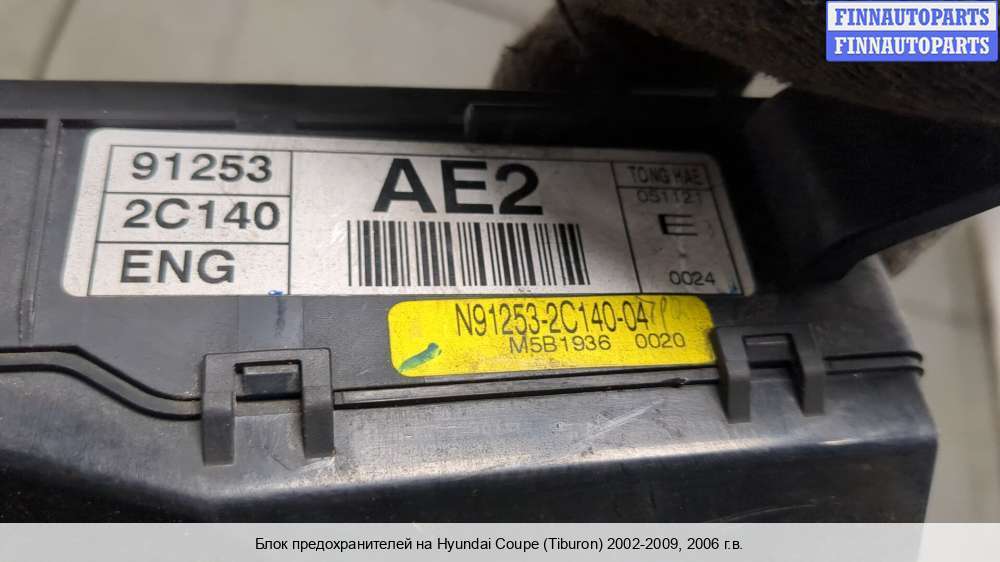 FINNAUTOPARTS
FINNAUTOPARTS
91253
2C140
ENG
AE2
TONG HAE
051121
E
0024
N91253-2C140-04
M5B1936 0020
Блок предохранителей на Hyundai Coupe (Tiburon) 2002-2009, 2006 г.в.